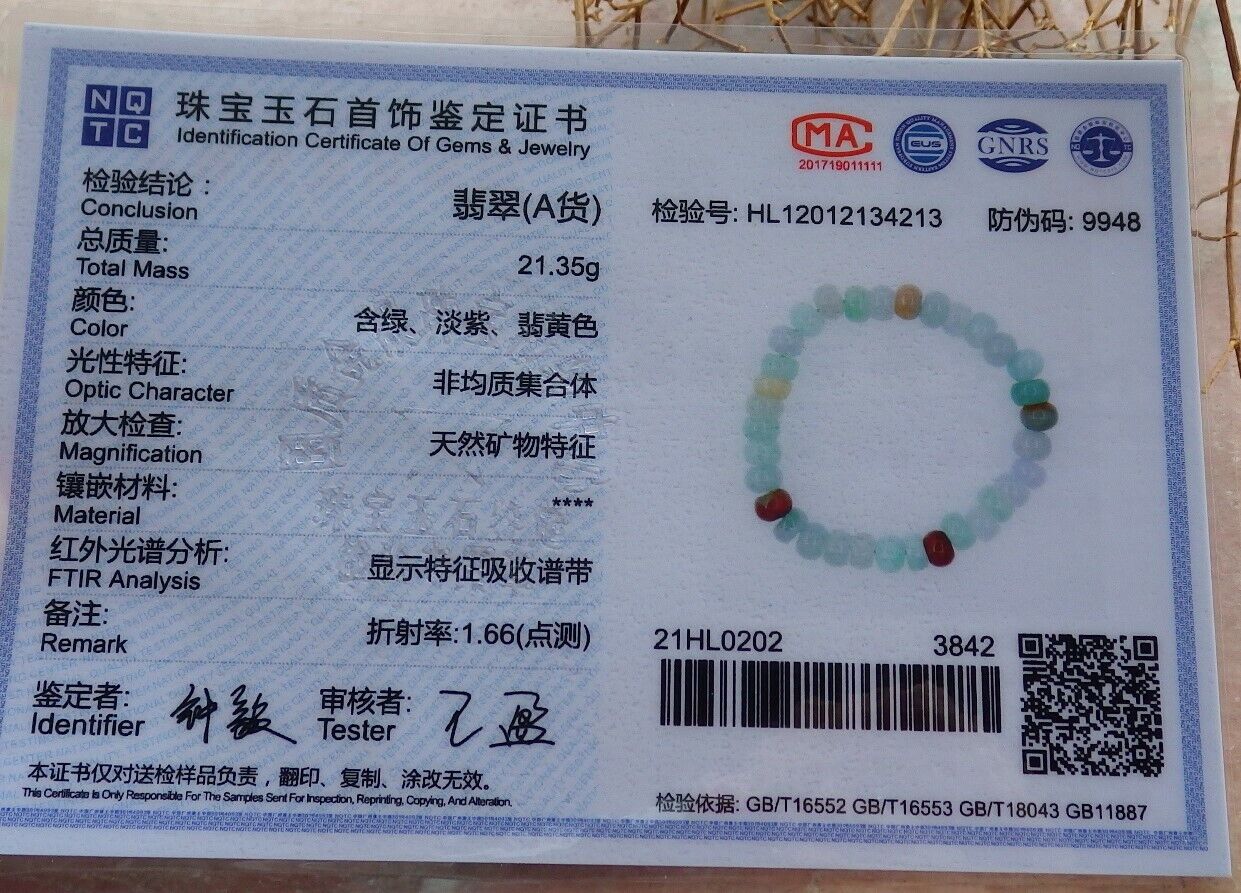 NQ
TC
珠宝玉石首饰鉴定证书
Identification Certificate Of Gems & Jewelry
检验结论：
Conclusion
翡翠(A货)
总质量:
Total Mass
21.35g
颜色:
Color
含绿、淡紫、翡黄色
光性特征:
Optic Character
非均质集合体
放大检查:
Magnification
天然矿物特征
镶嵌材料:
Material
****
红外光谱分析:
FTIR Analysis
显示特征吸收谱带
备注:
Remark
折射率:1.66(点测)
鉴定者:
Identifier
审核者:
Tester
本证书仅对送检样品负责，翻印、复制、涂改无效。
This Certificate Is Only Responsible For The Samples Sent For Inspection, Reprinting, Copying, And Alteration.
MA
201719011111
EUS
GNRS
检验号: HL12012134213 防伪码: 9948
21HL0202 3842
检验依据: GB/T16552 GB/T16553 GB/T18043 GB11887